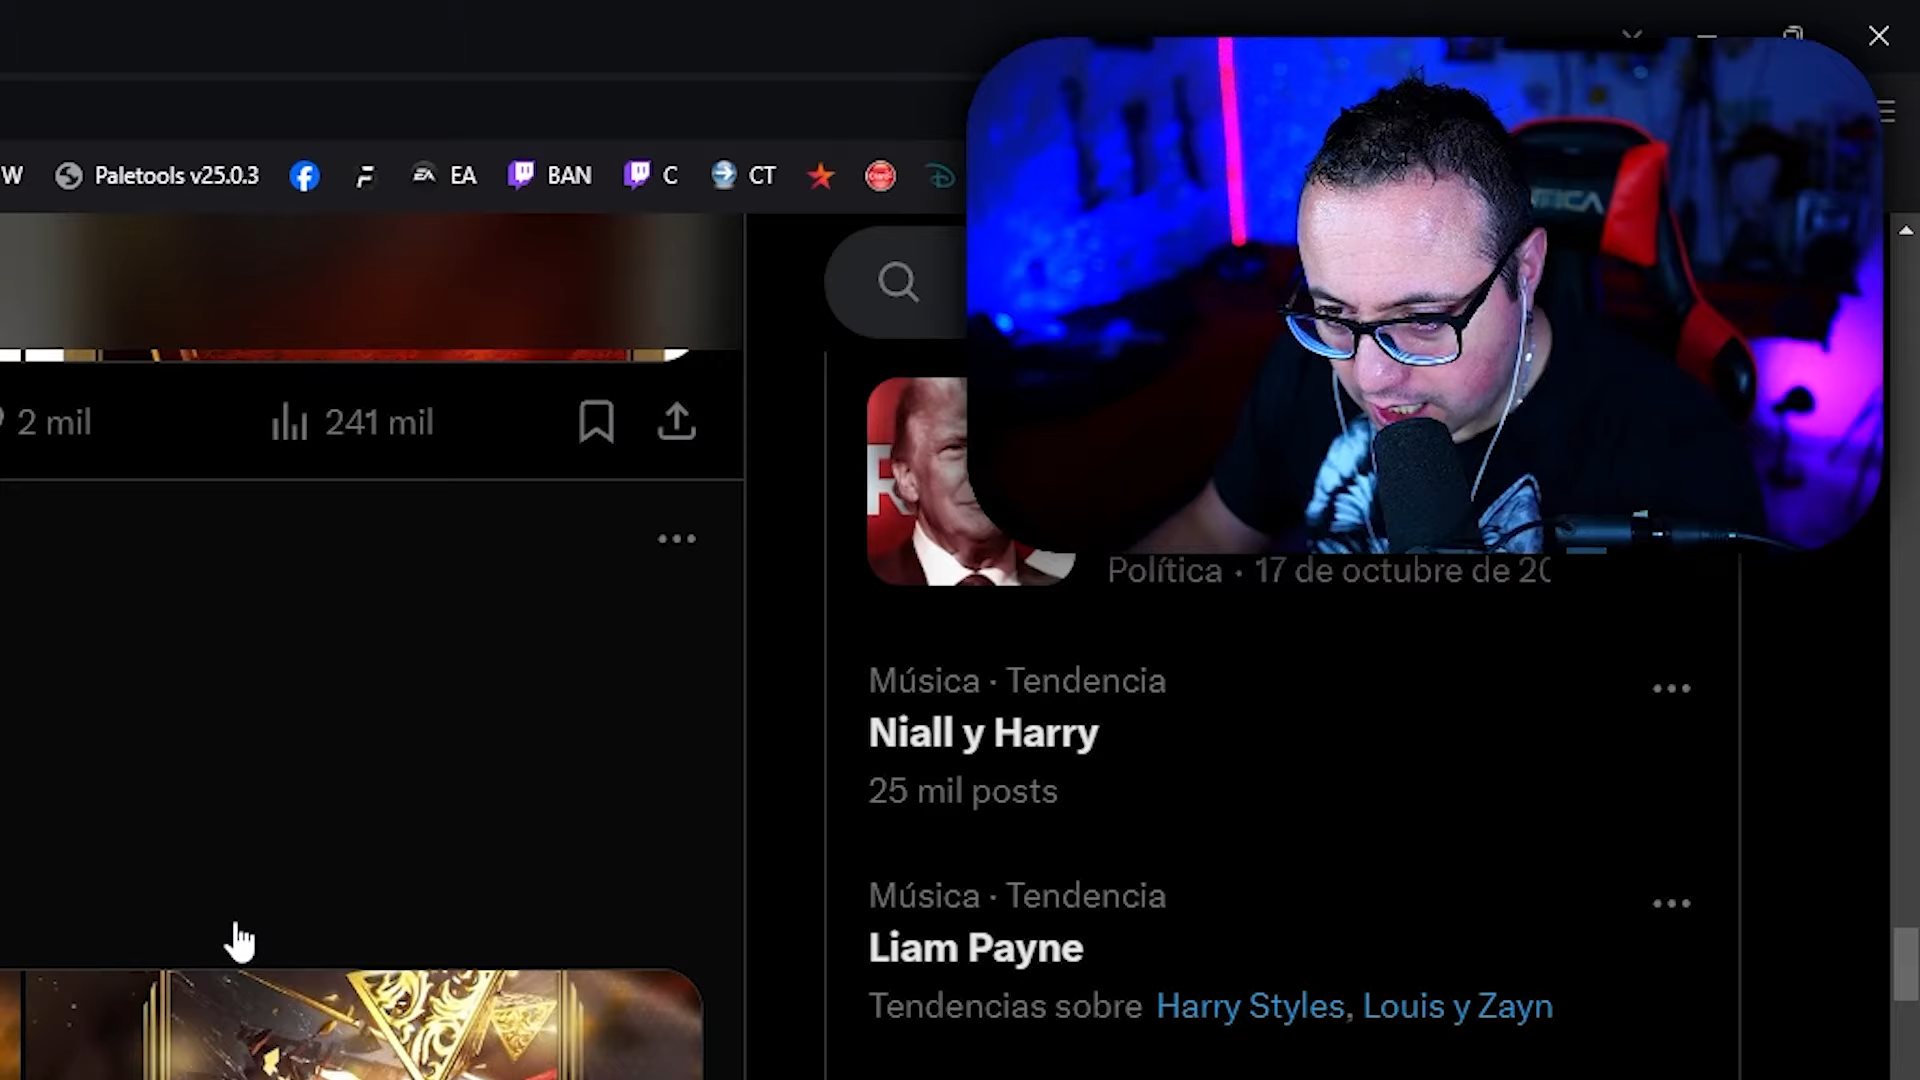 W Paletools v25.0.3 EA EA BAN C CT
2 mil 241 mil
R
Política · 17 de octubre de 20
Música · Tendencia
Niall y Harry
25 mil posts
Música · Tendencia
Liam Payne
Tendencias sobre Harry Styles, Louis y Zayn